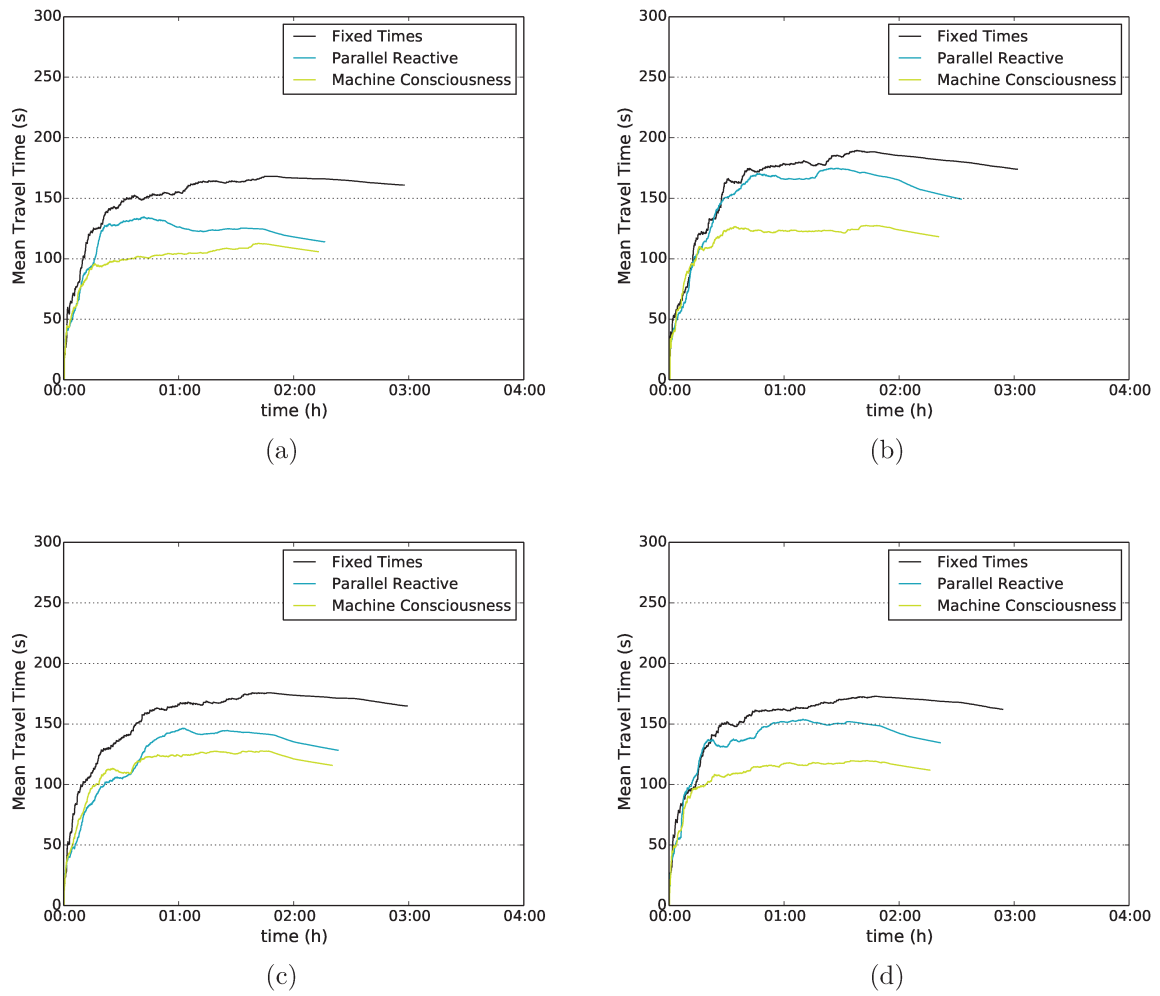 300
250
200
150
100
50
0
Mean Travel Time (s)
Fixed Times
Parallel Reactive
Machine Consciousness
00:00 01:00 02:00 03:00 04:00
time (h)
(a)
300
250
200
150
100
50
0
Mean Travel Time (s)
Fixed Times
Parallel Reactive
Machine Consciousness
00:00 01:00 02:00 03:00 04:00
time (h)
(b)
300
250
200
150
100
50
0
Mean Travel Time (s)
Fixed Times
Parallel Reactive
Machine Consciousness
00:00 01:00 02:00 03:00 04:00
time (h)
(c)
300
250
200
150
100
50
0
Mean Travel Time (s)
Fixed Times
Parallel Reactive
Machine Consciousness
00:00 01:00 02:00 03:00 04:00
time (h)
(d)